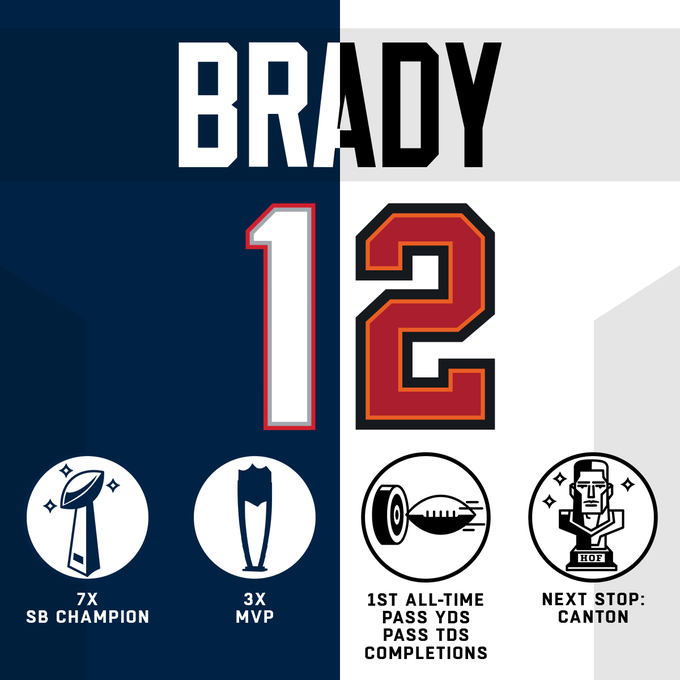 BRADY
12
7X
SB CHAMPION
3X
MVP
1ST ALL-TIME
PASS YDS
PASS TDS
COMPLETIONS
HOF
NEXT STOP:
CANTON